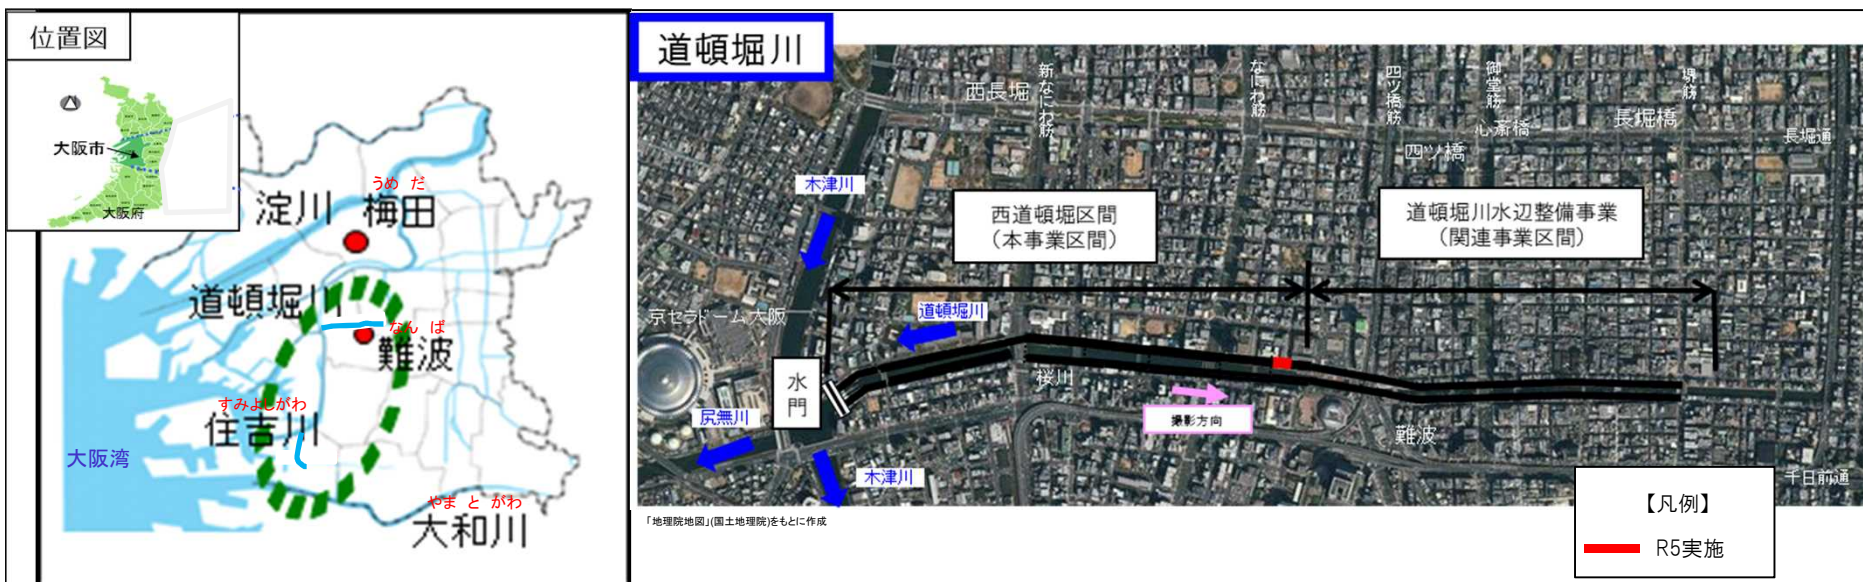 位置図
大阪市
大阪府
うめ だ
淀川
梅田
道頓堀川
なん ば
難波
すみよしがわ
住吉川
大阪湾
やま と がわ
大和川
道頓堀川
西長堀
新なにわ筋
なにわ筋
四ツ橋筋
御堂筋
堺筋
心斎橋
長堀橋
長堀通
四ツ橋
木津川
西道頓堀区間
(本事業区間)
道頓堀川水辺整備事業
(関連事業区間)
京セラドーム大阪
道頓堀川
水門
桜川
撮影方向
尻無川
木津川
難波
千日前通
「地理院地図」(国土地理院)をもとに作成
【凡例】
R5実施